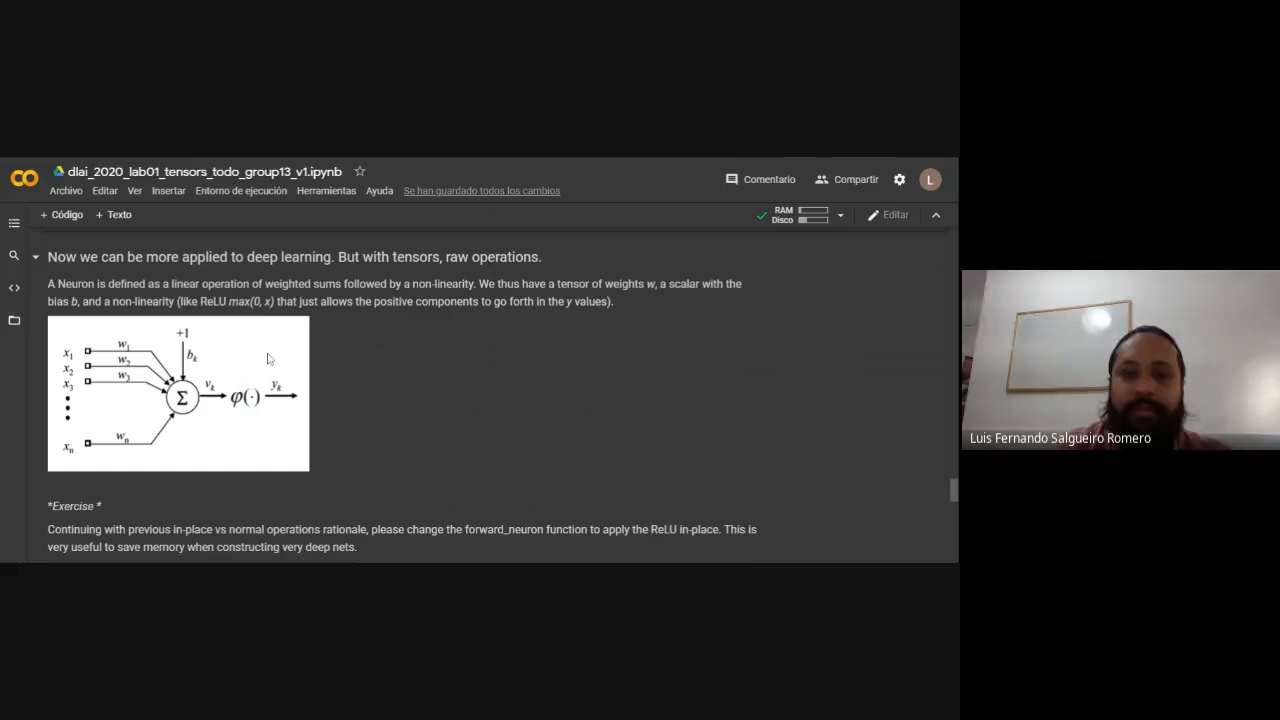 dlai_2020_lab01_tensors_todo_group13_v1.ipynb
Archivo Editar Ver Insertar Entorno de ejecución Herramientas Ayuda Se han guardado todos los cambios
Comentario Compartir L
+ Código + Texto
RAM
Disco
Editar
Now we can be more applied to deep learning. But with tensors, raw operations.
A Neuron is defined as a linear operation of weighted sums followed by a non-linearity. We thus have a tensor of weights w, a scalar with the
bias b, and a non-linearity (like ReLU max(0, x) that just allows the positive components to go forth in the y values).
+1
x1 w1 bk
x2 w2
x3 w3
Σ vk φ(·) yk
xn wn
*Exercise *
Continuing with previous in-place vs normal operations rationale, please change the forward_neuron function to apply the ReLU in-place. This is
very useful to save memory when constructing very deep nets.
Luis Fernando Salgueiro Romero